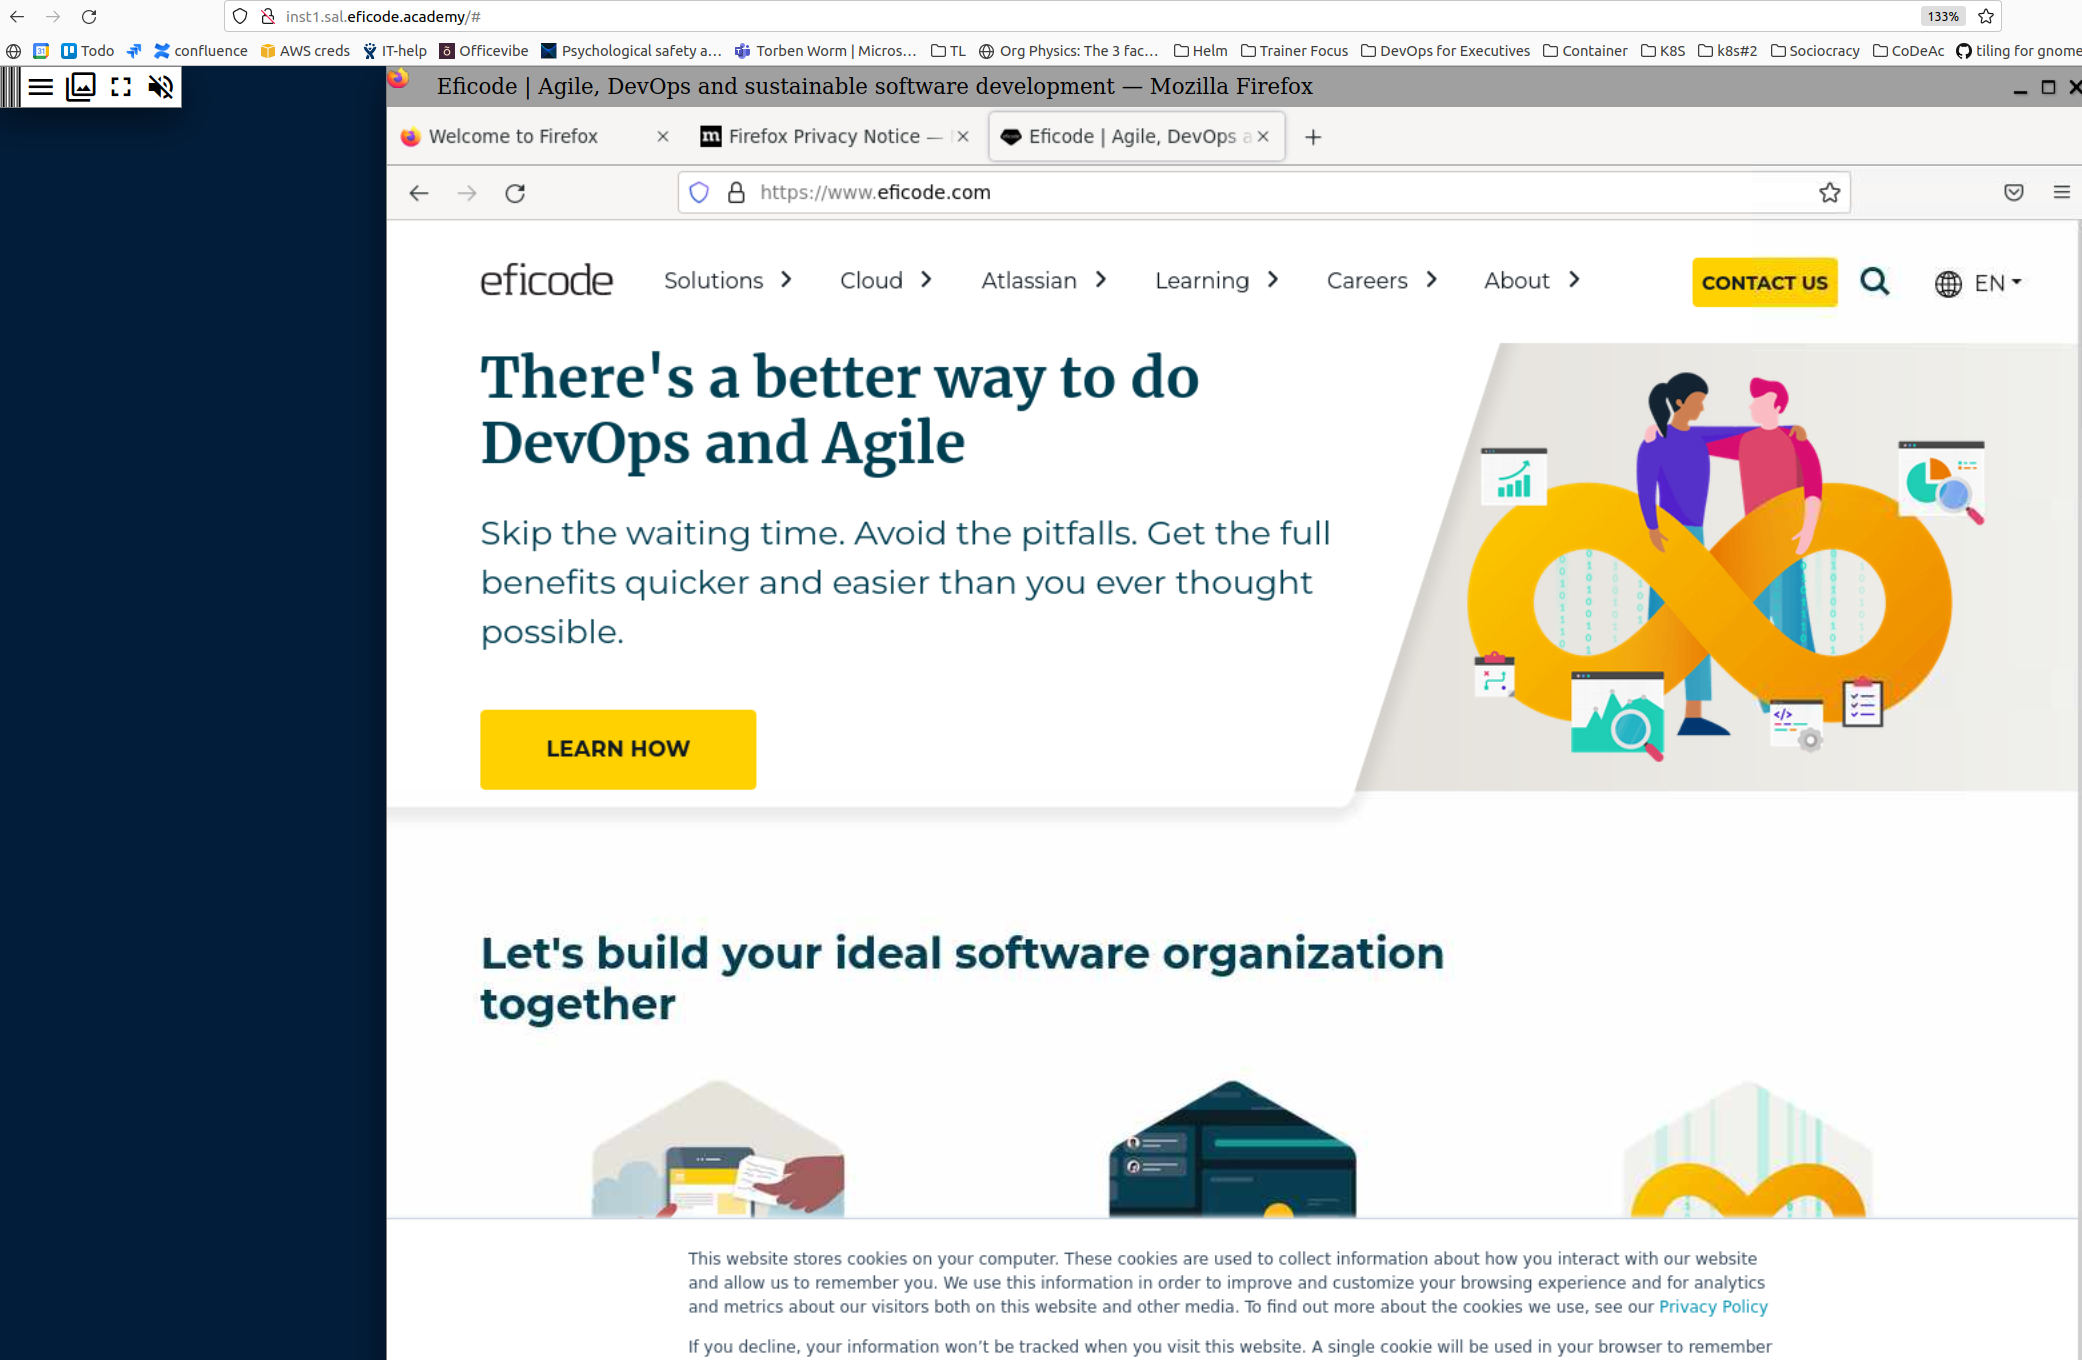 inst1.sal.eficode.academy/#
133%
31 Todo confluence AWS creds IT-help Officevibe Psychological safety a… Torben Worm | Micros… TL Org Physics: The 3 fac… Helm Trainer Focus DevOps for Executives Container K8S k8s#2 Sociocracy CoDeAc tiling for gnome
Eficode | Agile, DevOps and sustainable software development — Mozilla Firefox
Welcome to Firefox
m Firefox Privacy Notice —
Eficode | Agile, DevOps a
https://www.eficode.com
eficode Solutions Cloud Atlassian Learning Careers About CONTACT US EN
There's a better way to do
DevOps and Agile
Skip the waiting time. Avoid the pitfalls. Get the full
benefits quicker and easier than you ever thought
possible.
LEARN HOW
Let's build your ideal software organization
together
This website stores cookies on your computer. These cookies are used to collect information about how you interact with our website
and allow us to remember you. We use this information in order to improve and customize your browsing experience and for analytics
and metrics about our visitors both on this website and other media. To find out more about the cookies we use, see our Privacy Policy
If you decline, your information won’t be tracked when you visit this website. A single cookie will be used in your browser to remember